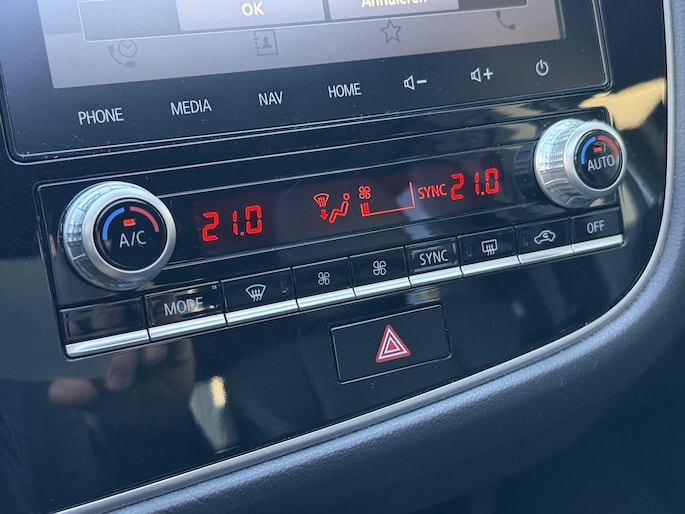 OK Annuleren
PHONE MEDIA NAV HOME
A/C 21.0 SYNC 21.0 AUTO
MODE SYNC OFF